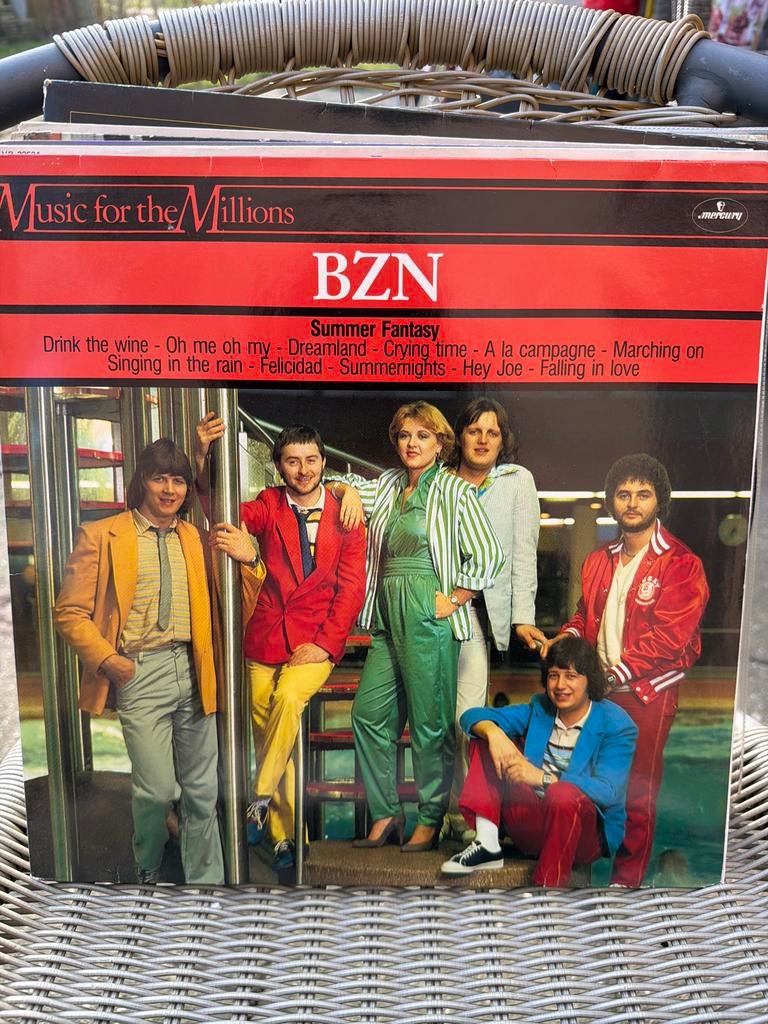 Music for the Millions
mercury
BZN
Summer Fantasy
Drink the wine - Oh me oh my - Dreamland - Crying time - A la campagne - Marching on
Singing in the rain - Felicidad - Summernights - Hey Joe - Falling in love